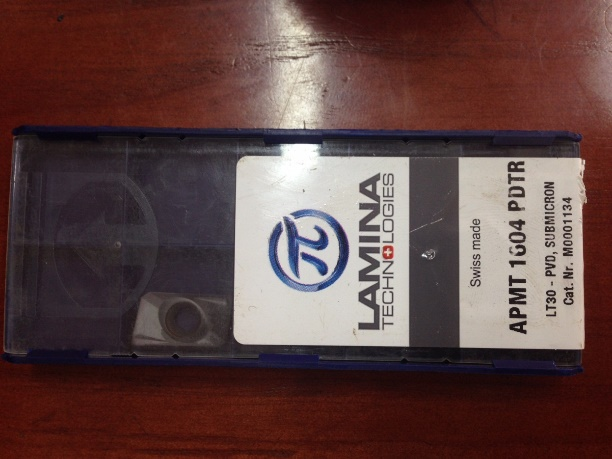 π
LAMINA
TECHNOLOGIES
Swiss made
APMT 1604 PDTR
LT30 - PVD, SUBMICRON
Cat. Nr. M0001134